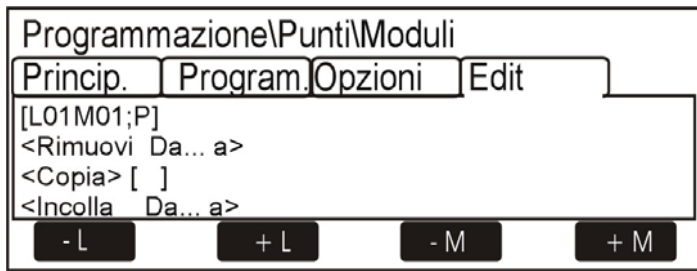 Programmazione\Punti\Moduli
Princip. Program. Opzioni Edit
[L01M01;P]
<Rimuovi Da... a>
<Copia> [ ]
<Incolla Da... a>
- L + L - M + M